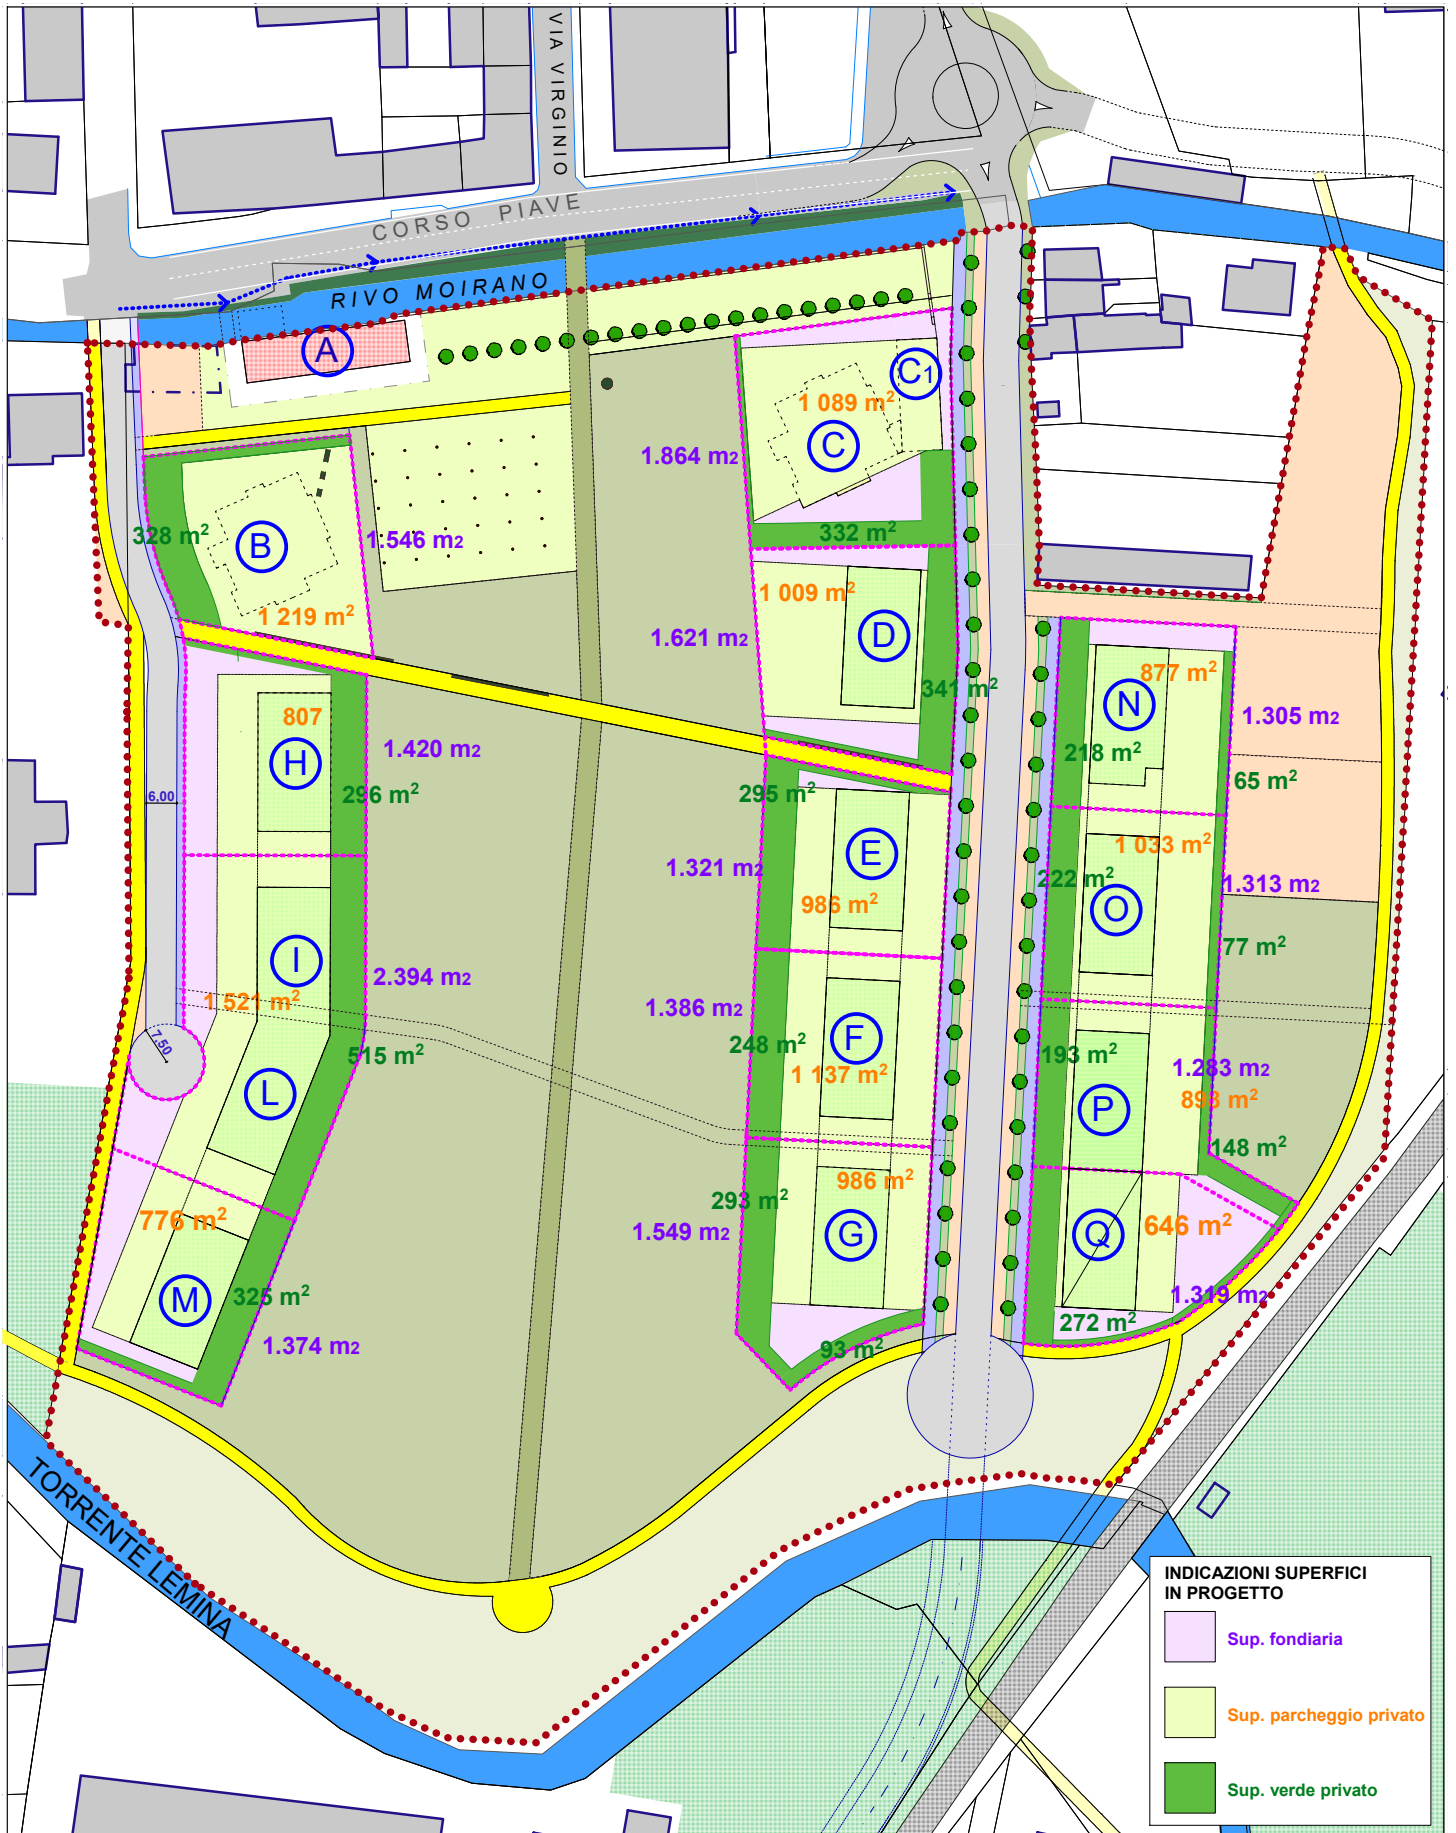 VIA VIRGINIO
CORSO PIAVE
RIVO MOIRANO
A
C1
1 089 m²
C
1.864 m2
328 m²
B
1.546 m2
332 m²
1 009 m²
1 219 m²
D
1.621 m2
341 m²
877 m²
N
807
1.305 m2
H
1.420 m2
218 m²
65 m²
296 m²
295 m²
6,00
1 033 m²
E
1.321 m2
222 m²
1.313 m2
986 m²
O
77 m²
I
2.394 m2
1 521 m²
1.386 m2
7,50
F
248 m²
515 m²
193 m²
1.283 m2
1 137 m²
L
893 m²
P
148 m²
986 m²
293 m²
776 m²
1.549 m2
G
Q
646 m²
M
325 m²
1.319 m2
272 m²
1.374 m2
93 m²
TORRENTE LEMINA
INDICAZIONI SUPERFICI
IN PROGETTO
Sup. fondiaria
Sup. parcheggio privato
Sup. verde privato